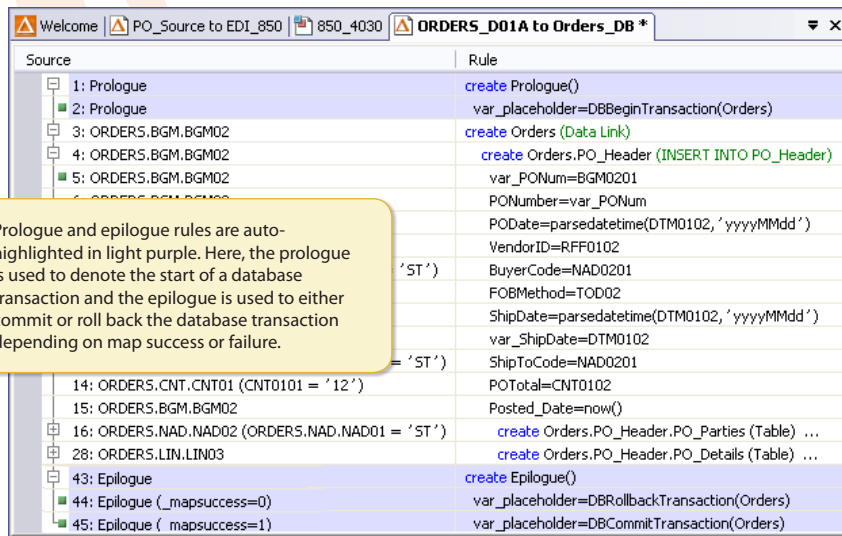 Welcome PO_Source to EDI_850 850_4030 ORDERS_D01A to Orders_DB *
Source Rule
1: Prologue create Prologue()
2: Prologue var_placeholder=DBBeginTransaction(Orders)
3: ORDERS.BGM.BGM02 create Orders (Data Link)
4: ORDERS.BGM.BGM02 create Orders.PO_Header (INSERT INTO PO_Header)
5: ORDERS.BGM.BGM02 var_PONum=BGM0201
PONumber=var_PONum
PODate=parsedatetime(DTM0102,'yyyyMMdd')
VendorID=RFF0102
'ST') BuyerCode=NAD0201
FOBMethod=TOD02
ShipDate=parsedatetime(DTM0102,'yyyyMMdd')
var_ShipDate=DTM0102
= 'ST') ShipToCode=NAD0201
Prologue and epilogue rules are auto-
highlighted in light purple. Here, the prologue
is used to denote the start of a database
transaction and the epilogue is used to either
commit or roll back the database transaction
depending on map success or failure.
14: ORDERS.CNT.CNT01 (CNT0101 = '12') POTotal=CNT0102
15: ORDERS.BGM.BGM02 Posted_Date=now()
16: ORDERS.NAD.NAD02 (ORDERS.NAD.NAD01 = 'ST') create Orders.PO_Header.PO_Parties (Table) ...
28: ORDERS.LIN.LIN03 create Orders.PO_Header.PO_Details (Table) ...
43: Epilogue create Epilogue()
44: Epilogue (_mapsuccess=0) var_placeholder=DBRollbackTransaction(Orders)
45: Epilogue (_mapsuccess=1) var_placeholder=DBCommitTransaction(Orders)